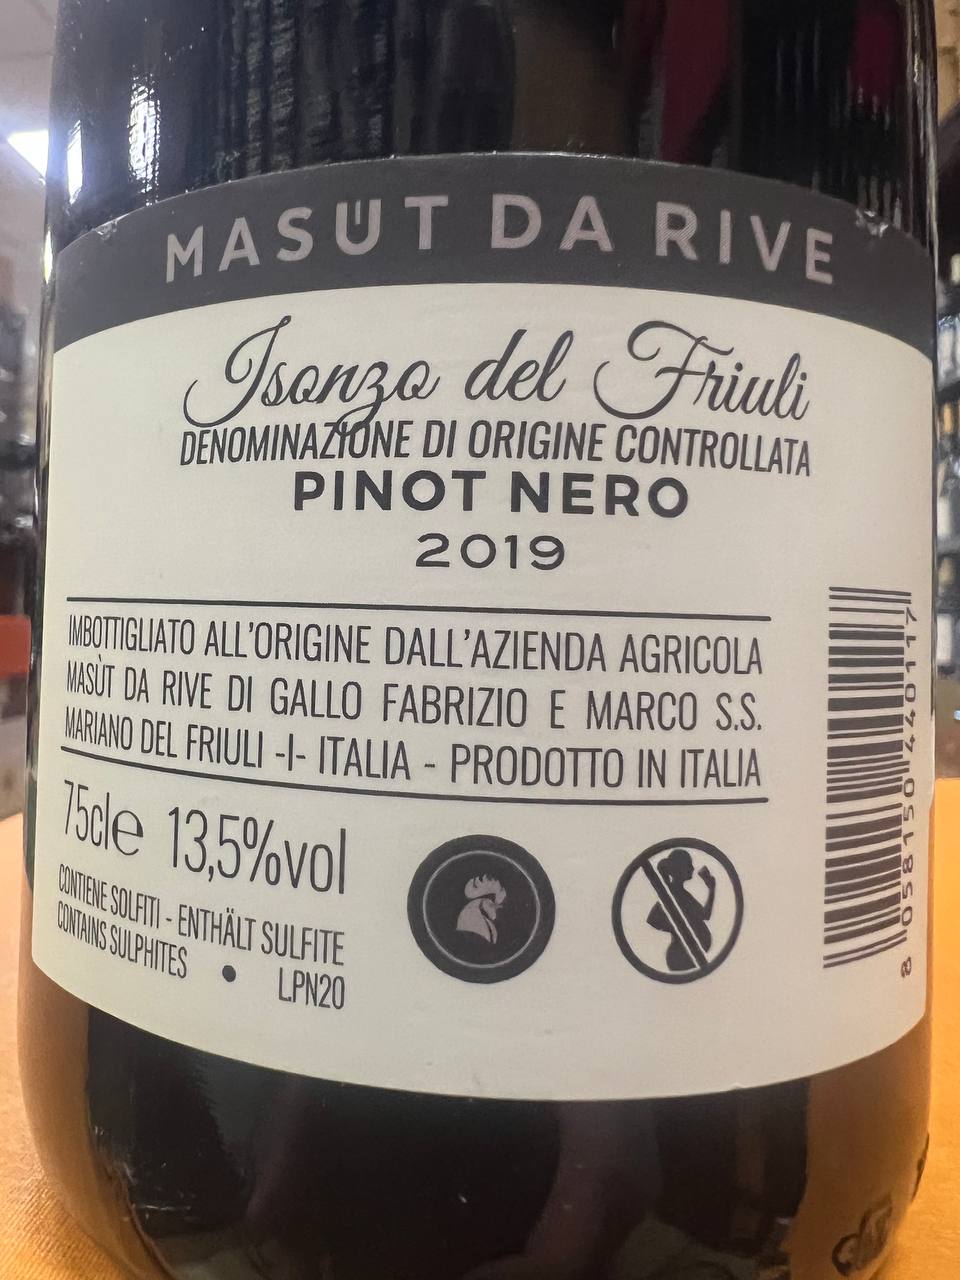 MASÙT DA RIVE
Isonzo del Friuli
DENOMINAZIONE DI ORIGINE CONTROLLATA
PINOT NERO
2019
IMBOTTIGLIATO ALL'ORIGINE DALL'AZIENDA AGRICOLA
MASÙT DA RIVE DI GALLO FABRIZIO E MARCO S.S.
MARIANO DEL FRIULI -I- ITALIA - PRODOTTO IN ITALIA
75cl e 13,5%vol
CONTIENE SOLFITI - ENTHÄLT SULFITE
CONTAINS SULPHITES • L.PN20
8 058150 440117